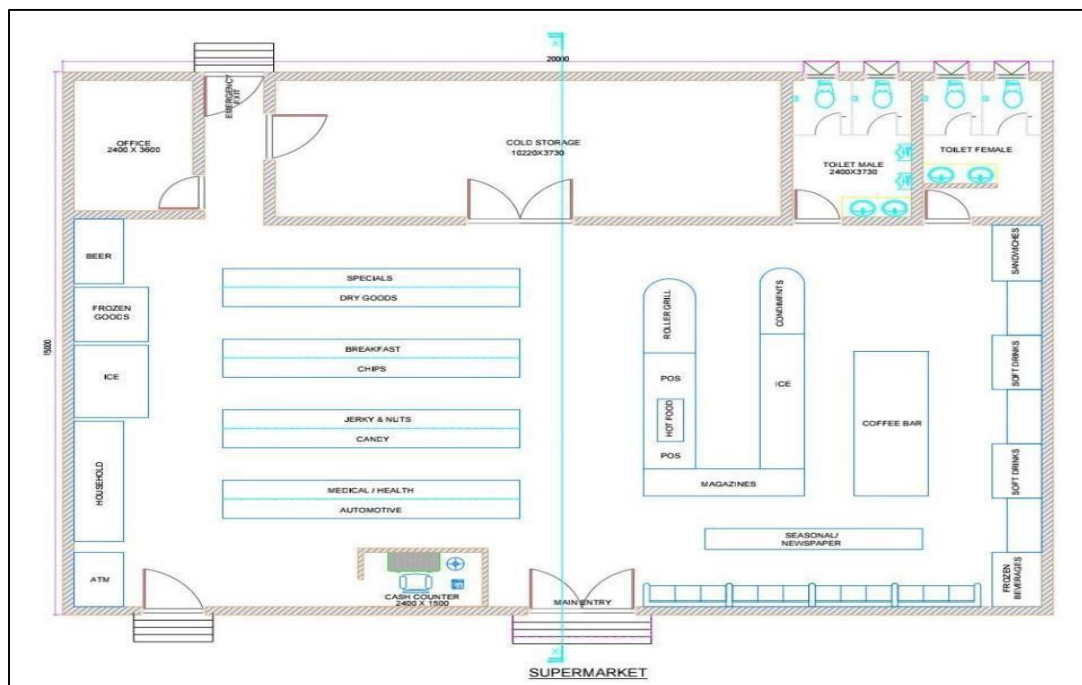 20000
EMERGENCY
EXIT
OFFICE
2400 X 3600
COLD STORAGE
10220X3730
TOILET MALE
2400X3730
TOILET FEMALE
15000
BEER
FROZEN
GOODS
ICE
HOUSEHOLD
ATM
SPECIALS
DRY GOODS
BREAKFAST
CHIPS
JERKY & NUTS
CANDY
MEDICAL / HEALTH
AUTOMOTIVE
CASH COUNTER
2400 X 1500
MAIN ENTRY
ROLLER GRILL
POS
HOT FOOD
POS
CONDIMENTS
ICE
MAGAZINES
COFFEE BAR
SEASONAL/
NEWSPAPER
SANDWICHES
SOFT DRINKS
SOFT DRINKS
FROZEN
BEVERAGES
SUPERMARKET